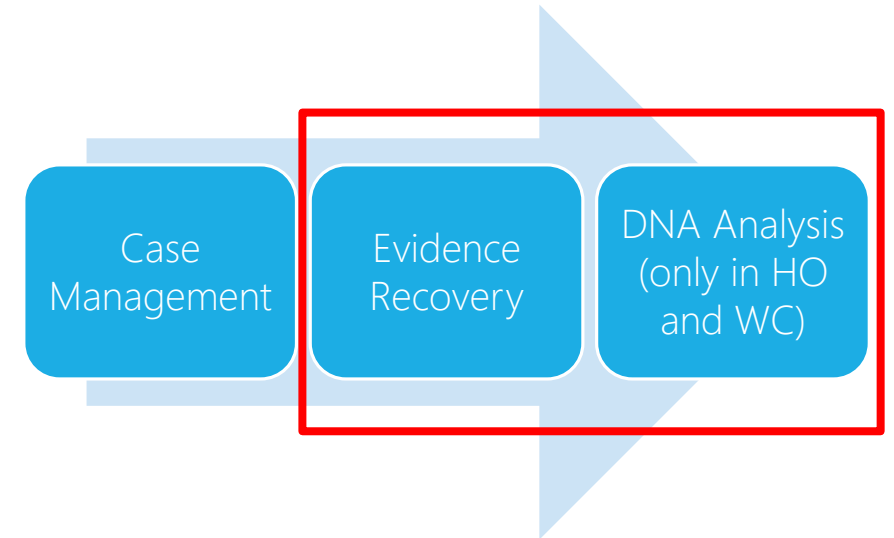 Case
Management
Evidence
Recovery
DNA Analysis
(only in HO
and WC)